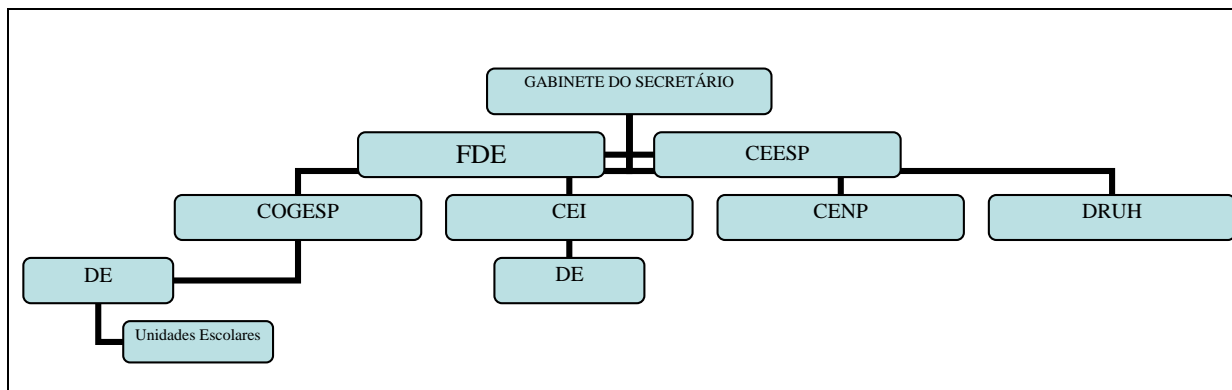 GABINETE DO SECRETÁRIO
FDE
CEESP
COGESP
CEI
CENP
DRUH
DE
DE
Unidades Escolares